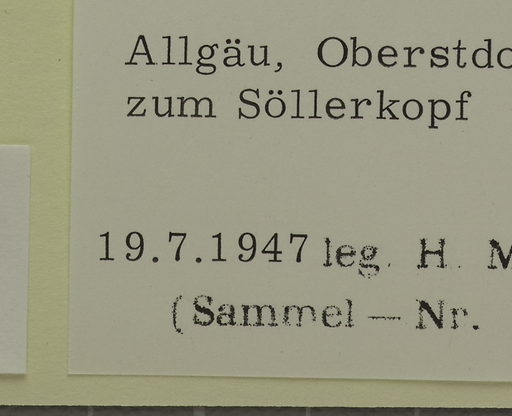 Allgäu, Oberstdo
zum Söllerkopf
19.7.1947 leg. H. M
(Sammel — Nr.